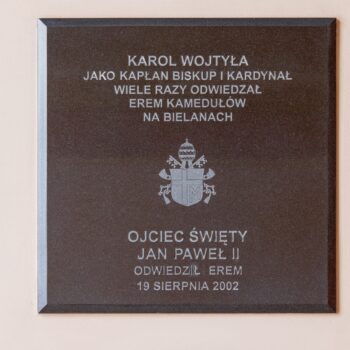 KAROL WOJTYŁA
JAKO KAPŁAN BISKUP I KARDYNAŁ
WIELE RAZY ODWIEDZAŁ
EREM KAMEDUŁÓW
NA BIELANACH
OJCIEC ŚWIĘTY
JAN PAWEŁ II
ODWIEDZIŁ EREM
19 SIERPNIA 2002